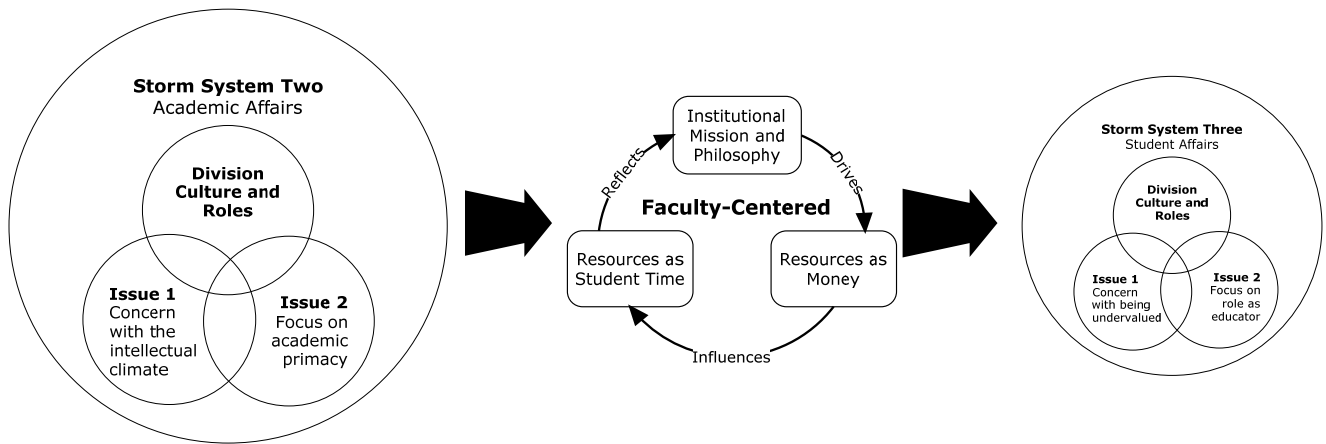 Storm System Two
Academic Affairs
Division
Culture and
Roles
Issue 1
Concern
with the
intellectual
climate
Issue 2
Focus on
academic
primacy
Institutional
Mission and
Philosophy
Reflects
Drives
Faculty-Centered
Resources as
Student Time
Resources as
Money
Influences
Storm System Three
Student Affairs
Division
Culture and
Roles
Issue 1
Concern
with being
undervalued
Issue 2
Focus on
role as
educator